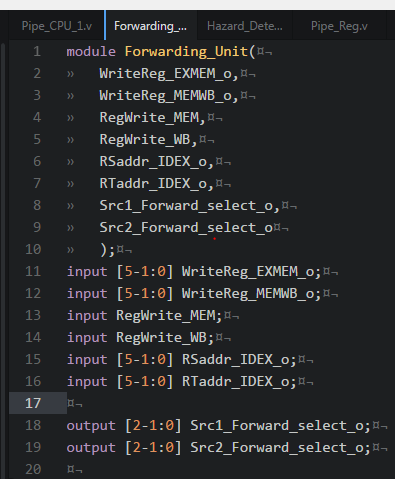 Pipe_CPU_1.v Forwarding_... Hazard_Dete... Pipe_Reg.v
1 module Forwarding_Unit(¤¬
2 » WriteReg_EXMEM_o,¤¬
3 » WriteReg_MEMWB_o,¤¬
4 » RegWrite_MEM,¤¬
5 » RegWrite_WB,¤¬
6 » RSaddr_IDEX_o,¤¬
7 » RTaddr_IDEX_o,¤¬
8 » Src1_Forward_select_o,¤¬
9 » Src2_Forward_select_o¤¬
10 » );¤¬
11 input [5-1:0] WriteReg_EXMEM_o;¤¬
12 input [5-1:0] WriteReg_MEMWB_o;¤¬
13 input RegWrite_MEM;¤¬
14 input RegWrite_WB;¤¬
15 input [5-1:0] RSaddr_IDEX_o;¤¬
16 input [5-1:0] RTaddr_IDEX_o;¤¬
17 ¤¬
18 output [2-1:0] Src1_Forward_select_o;¤¬
19 output [2-1:0] Src2_Forward_select_o;¤¬
20 ¤¬